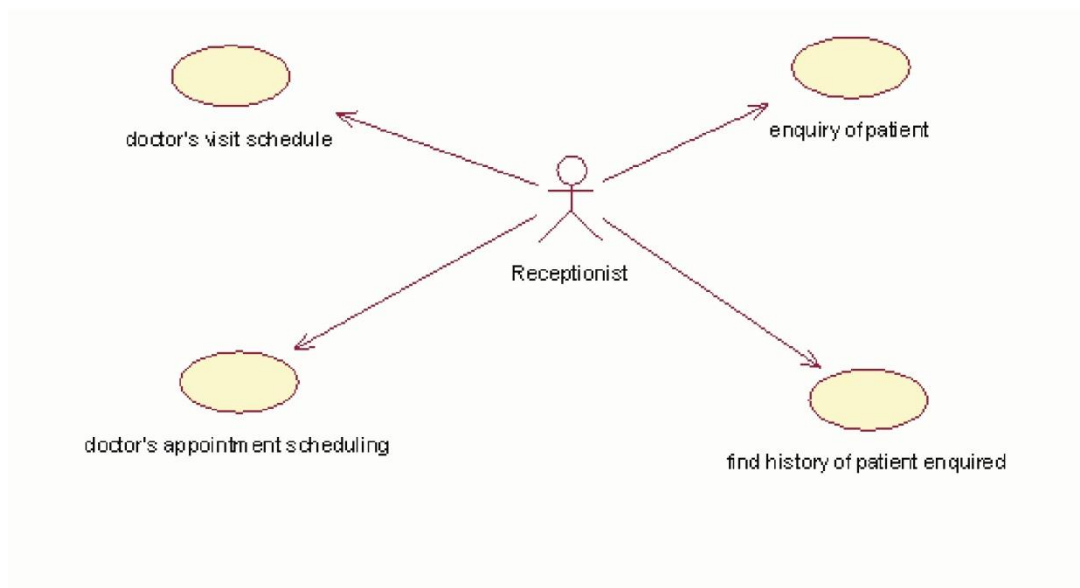 doctor's visit schedule
enquiry of patient
Receptionist
doctor's appointment scheduling
find history of patient enquired